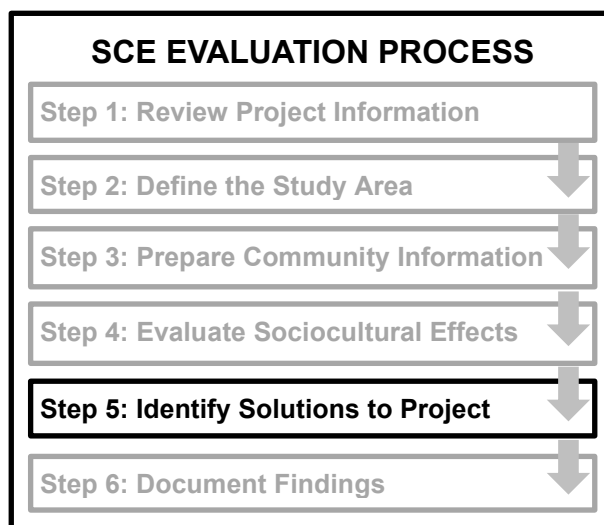 SCE EVALUATION PROCESS
Step 1: Review Project Information
Step 2: Define the Study Area
Step 3: Prepare Community Information
Step 4: Evaluate Sociocultural Effects
Step 5: Identify Solutions to Project
Step 6: Document Findings